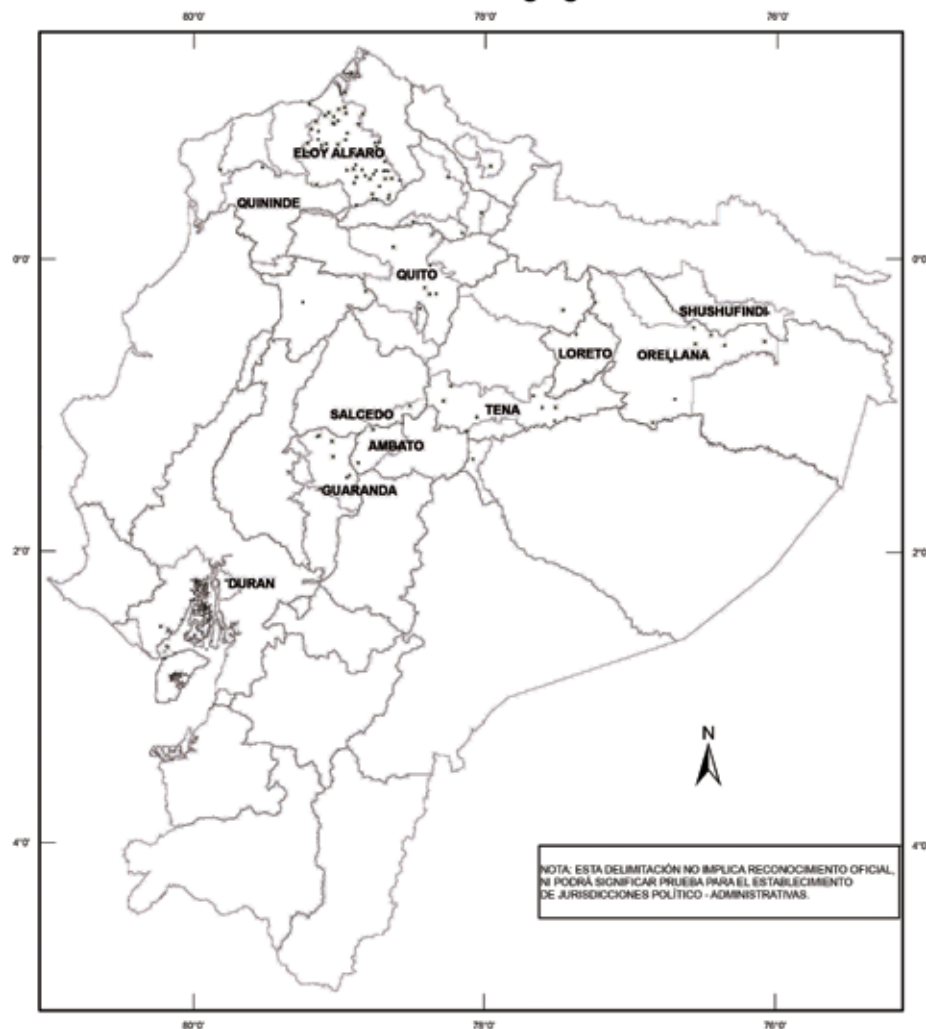 80°0'
78°0'
76°0'
ELOY ALFARO
QUININDE
0°0'
0°0'
QUITO
SHUSHUFINDI
LORETO
ORELLANA
SALCEDO
TENA
AMBATO
GUARANDA
2°0'
2°0'
DURAN
N
4°0'
4°0'
NOTA: ESTA DELIMITACIÓN NO IMPLICA RECONOCIMIENTO OFICIAL,
NI PODRÁ SIGNIFICAR PRUEBA PARA EL ESTABLECIMIENTO
DE JURISDICCIONES POLÍTICO - ADMINISTRATIVAS.
80°0'
78°0'
76°0'